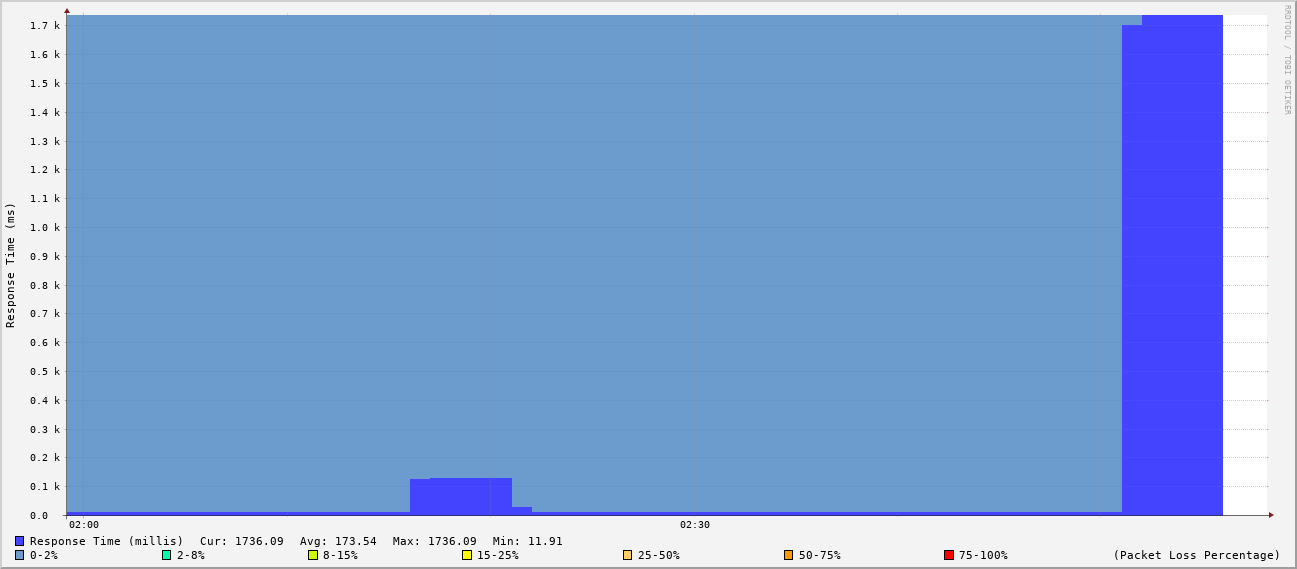 RRDTOOL / TOBI OETIKER
Response Time (ms)
1.7 k
1.6 k
1.5 k
1.4 k
1.3 k
1.2 k
1.1 k
1.0 k
0.9 k
0.8 k
0.7 k
0.6 k
0.5 k
0.4 k
0.3 k
0.2 k
0.1 k
0.0
02:00 02:30
Response Time (millis) Cur: 1736.09 Avg: 173.54 Max: 1736.09 Min: 11.91
0-2% 2-8% 8-15% 15-25% 25-50% 50-75% 75-100% (Packet Loss Percentage)